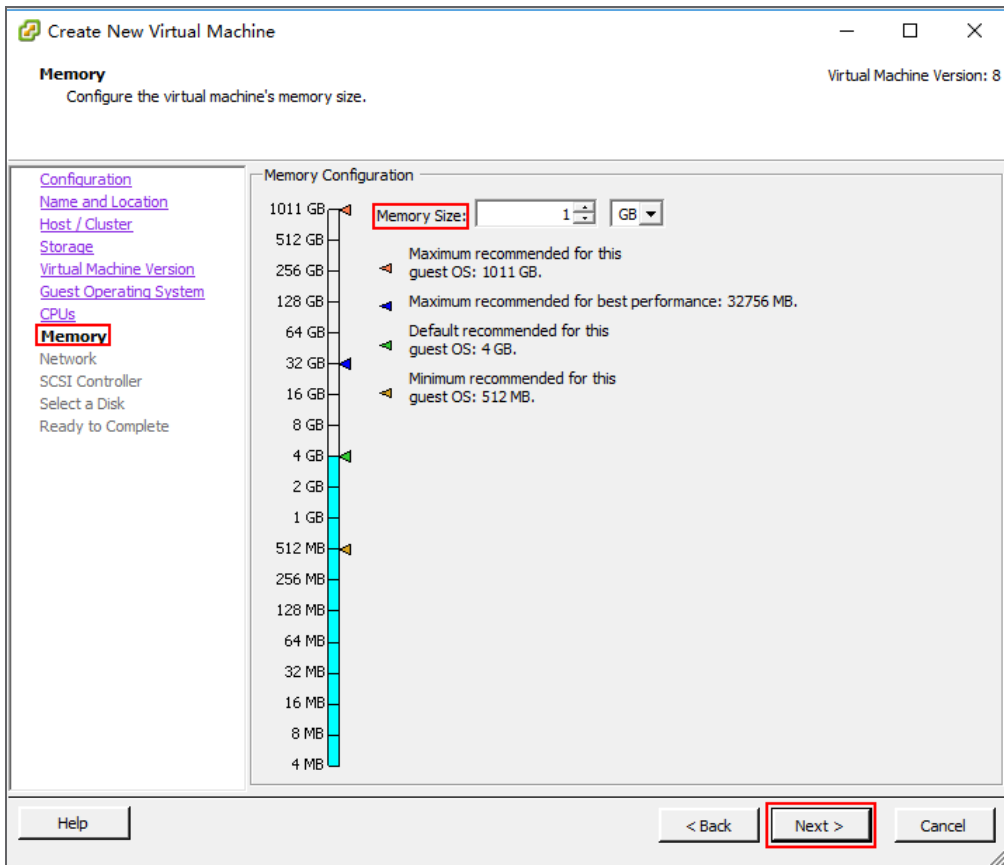 Create New Virtual Machine
Memory
Virtual Machine Version: 8
Configure the virtual machine's memory size.
Configuration
Name and Location
Host / Cluster
Storage
Virtual Machine Version
Guest Operating System
CPUs
Memory
Network
SCSI Controller
Select a Disk
Ready to Complete
Memory Configuration
1011 GB
512 GB
256 GB
128 GB
64 GB
32 GB
16 GB
8 GB
4 GB
2 GB
1 GB
512 MB
256 MB
128 MB
64 MB
32 MB
16 MB
8 MB
4 MB
Memory Size: 1 GB
Maximum recommended for this
guest OS: 1011 GB.
Maximum recommended for best performance: 32756 MB.
Default recommended for this
guest OS: 4 GB.
Minimum recommended for this
guest OS: 512 MB.
Help
< Back
Next >
Cancel